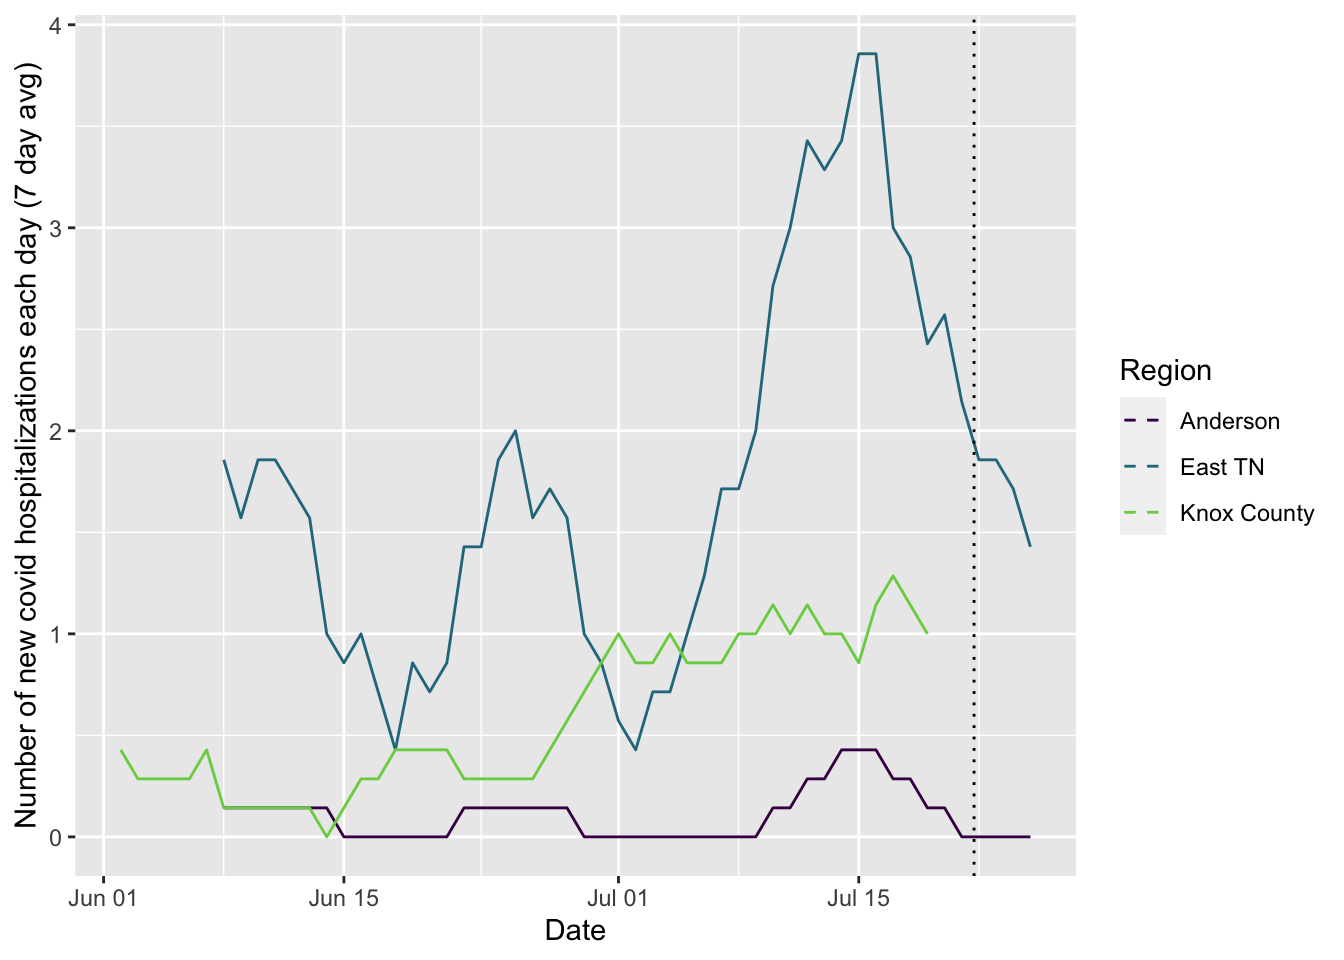 Number of new covid hospitalizations each day (7 day avg)
4
3
2
1
0
Jun 01
Jun 15
Jul 01
Jul 15
Date
Region
Anderson
East TN
Knox County